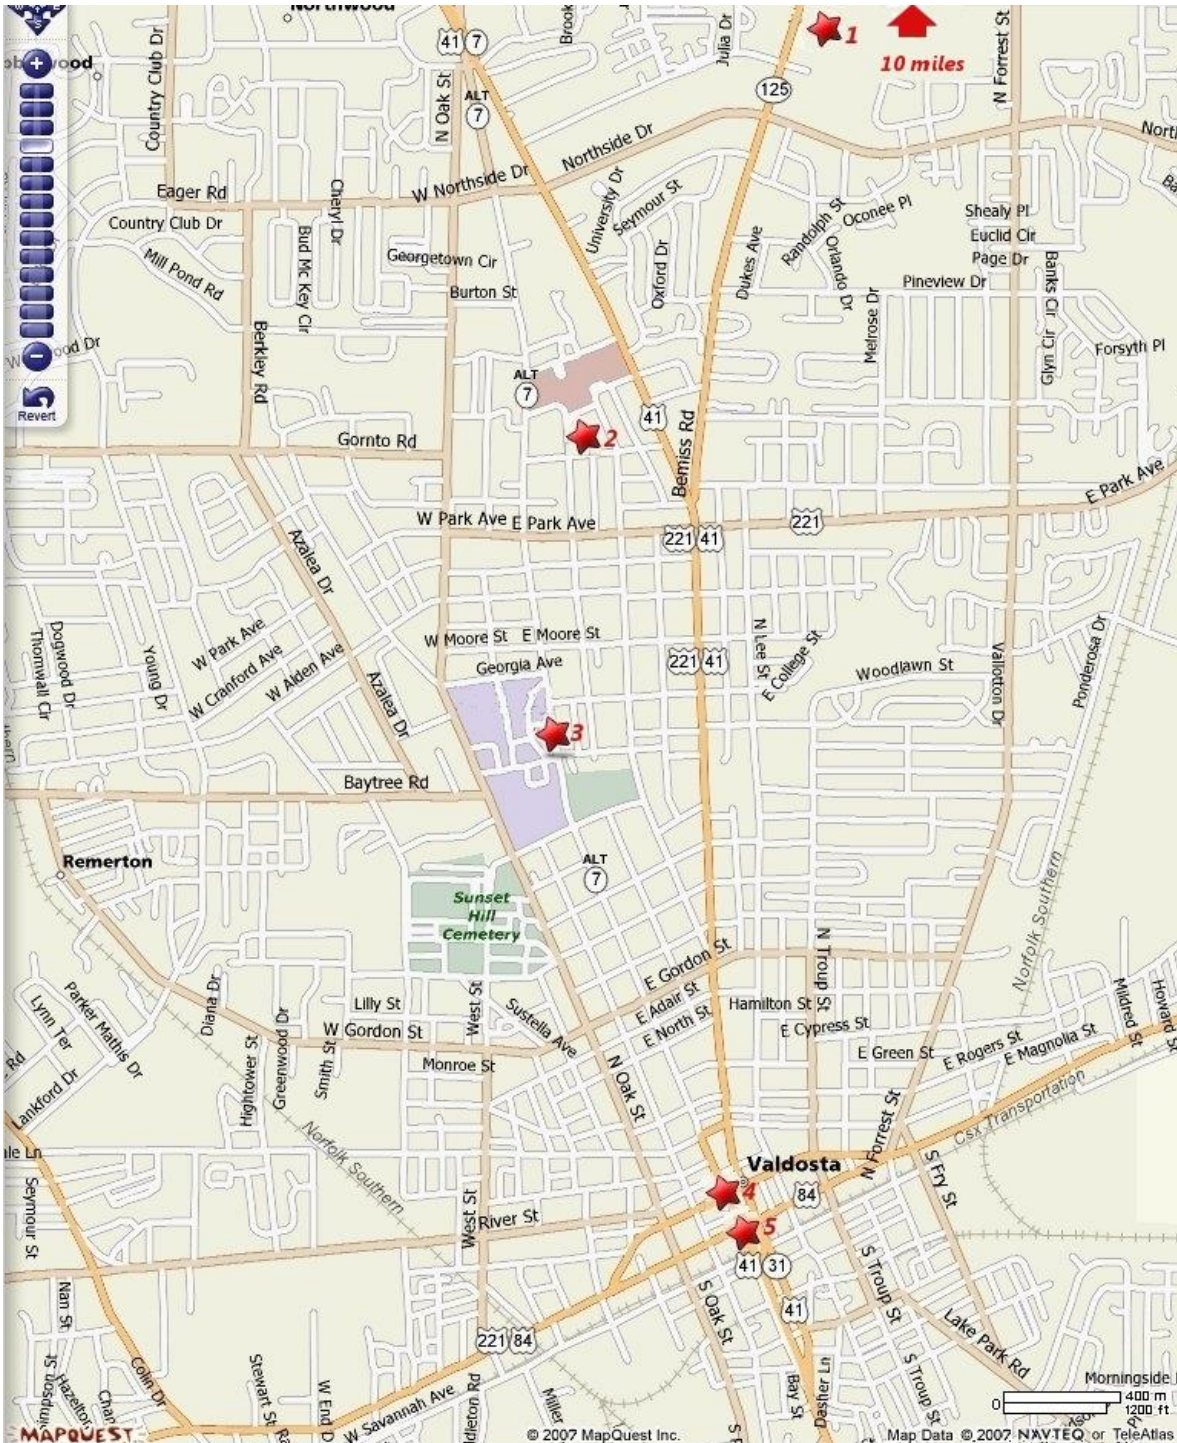 Northwood
Brook
Julia Dr
1
10 miles
N Forrest St
Country Club Dr
41
7
N Oak St
ALT
7
125
Northside Dr
W Northside Dr
Eager Rd
Cheryl Dr
University Dr
Seymour St
Country Club Dr
Bud Mc Key Cir
Georgetown Cir
Mill Pond Rd
Burton St
Oxford Dr
Dukes Ave
Randolph St
Oconee Pl
Orlando Dr
Shealy Pl
Euclid Cir
Page Dr
Pineview Dr
Banks Cir
Melrose Dr
Glyn Cir
Forsyth Pl
Berkley Rd
Revert
ALT
7
41
2
Bemiss Rd
Gornto Rd
W Park Ave
E Park Ave
221
E Park Ave
221
41
Azalea Dr
W Moore St
E Moore St
Georgia Ave
221
41
N Lee St
E College St
Woodlawn St
Vallotton Dr
Ponderosa Dr
Dogwood Dr
Thornwall Cir
Young Dr
W Park Ave
W Cranford Ave
W Alden Ave
Azalea Dr
3
Baytree Rd
Remerton
ALT
7
Sunset
Hill
Cemetery
Norfolk Southern
E Gordon St
N Troup St
E Adair St
E North St
Hamilton St
E Cypress St
E Green St
E Rogers St
E Magnolia St
Mildred St
Howard St
Lynn Ter
Parker Mathis Dr
Diana Dr
Lilly St
West St
Sustella Ave
W Gordon St
Monroe St
Rd
Lankford Dr
Hightower St
Greenwood Dr
Smith St
N Oak St
Norfolk Southern
Csx Transportation
N Forrest St
Valdosta
4
84
S Fry St
Seymour St
West St
River St
5
41
31
S Oak St
41
S Troup St
Nan St
221
84
Lake Park Rd
Colin Dr
Stewart St
W End D
W Savannah Ave
Miller
Bay St
Dasher Ln
S Troup St
Morningside
Hazelton
0
400 m
1200 ft
MAPQUEST
© 2007 MapQuest Inc.
Map Data © 2007 NAVTEQ or TeleAtlas